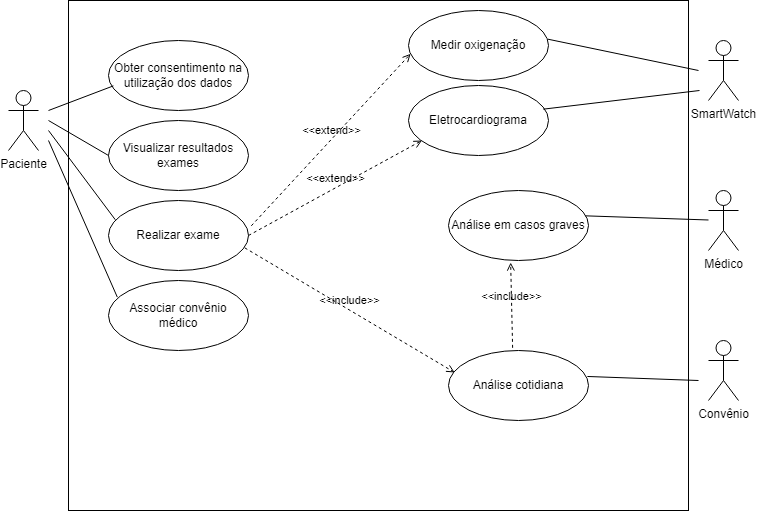 Medir oxigenação
Obter consentimento na
utilização dos dados
SmartWatch
Eletrocardiograma
<<extend>>
Paciente
Visualizar resultados
exames
<<extend>>
Realizar exame
Análise em casos graves
Médico
<<include>>
<<include>>
Associar convênio
médico
Análise cotidiana
Convênio